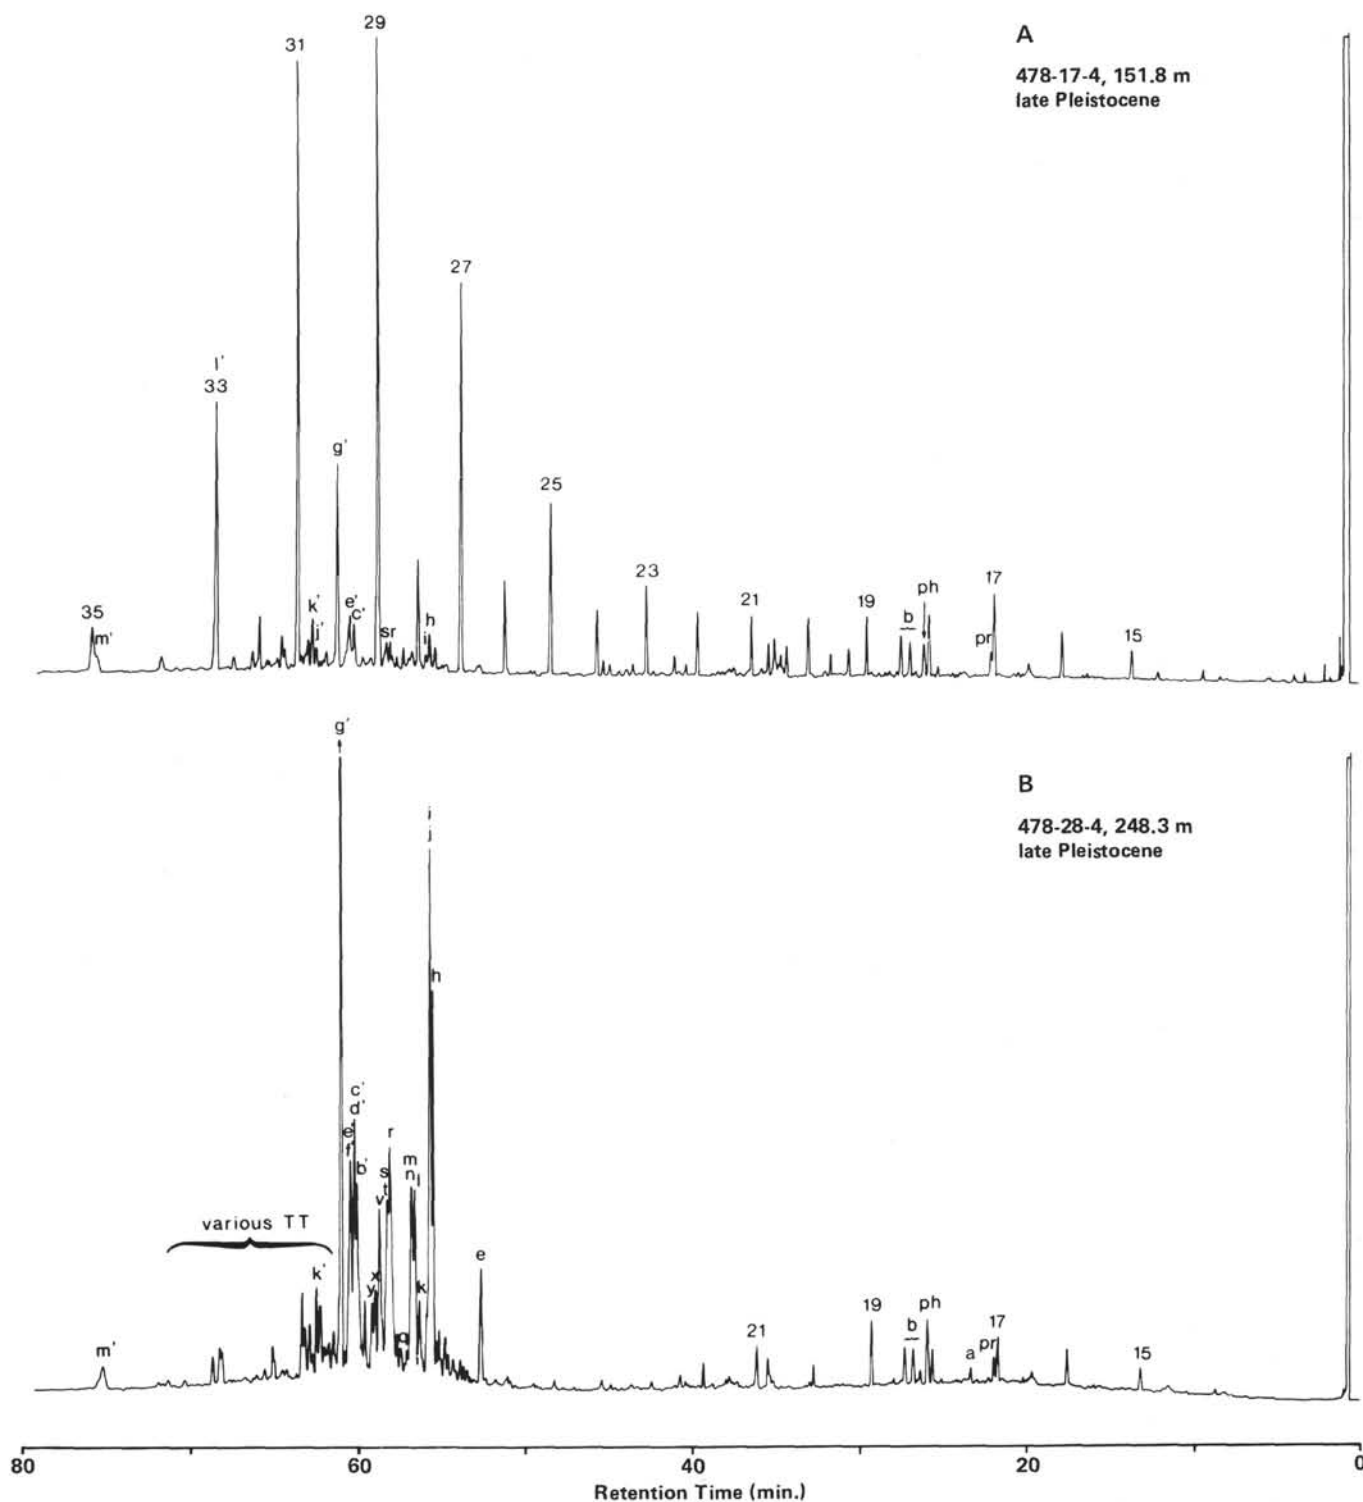 A
478-17-4, 151.8 m
late Pleistocene
29
31
27
l'
33
g'
25
35
m'
k'
j'
e'
c'
s r
i
h
23
21
19
b
ph
pr
17
15
B
478-28-4, 248.3 m
late Pleistocene
g'
i
j
h
c'
d'
e'
f'
b'
r
s
t
v
m
n
l
x
y
q
k
e
various TT
k'
m'
21
19
b
ph
a
pr
17
15
80
60
40
20
0
Retention Time (min.)